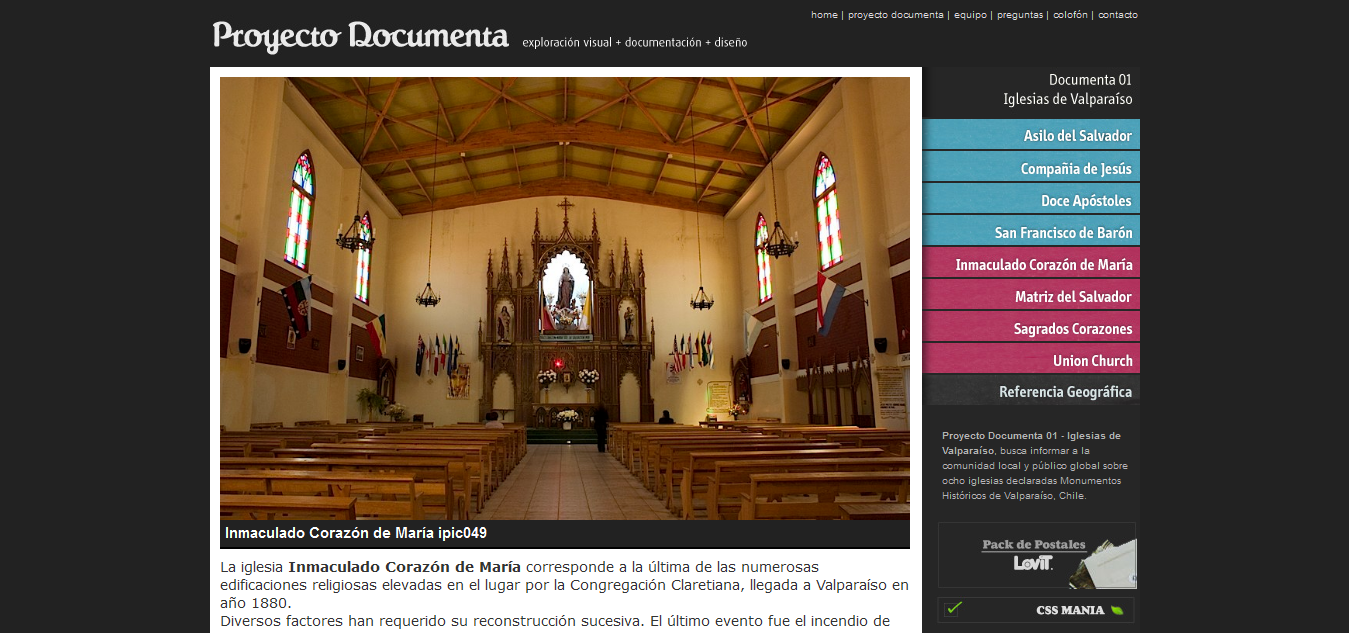 Proyecto Documenta
exploración visual + documentación + diseño
home | proyecto documenta | equipo | preguntas | colofón | contacto
Documenta 01
Iglesias de Valparaíso
Asilo del Salvador
Compañia de Jesús
Doce Apóstoles
San Francisco de Barón
Inmaculado Corazón de María
Matriz del Salvador
Sagrados Corazones
Union Church
Referencia Geográfica
Proyecto Documenta 01 - Iglesias de
Valparaíso, busca informar a la
comunidad local y público global sobre
ocho iglesias declaradas Monumentos
Históricos de Valparaíso, Chile.
Pack de Postales
LovIT.
CSS MANIA
Inmaculado Corazón de María ipic049
La iglesia Inmaculado Corazón de María corresponde a la última de las numerosas
edificaciones religiosas elevadas en el lugar por la Congregación Claretiana, llegada a Valparaíso en
año 1880.
Diversos factores han requerido su reconstrucción sucesiva. El último evento fue el incendio de